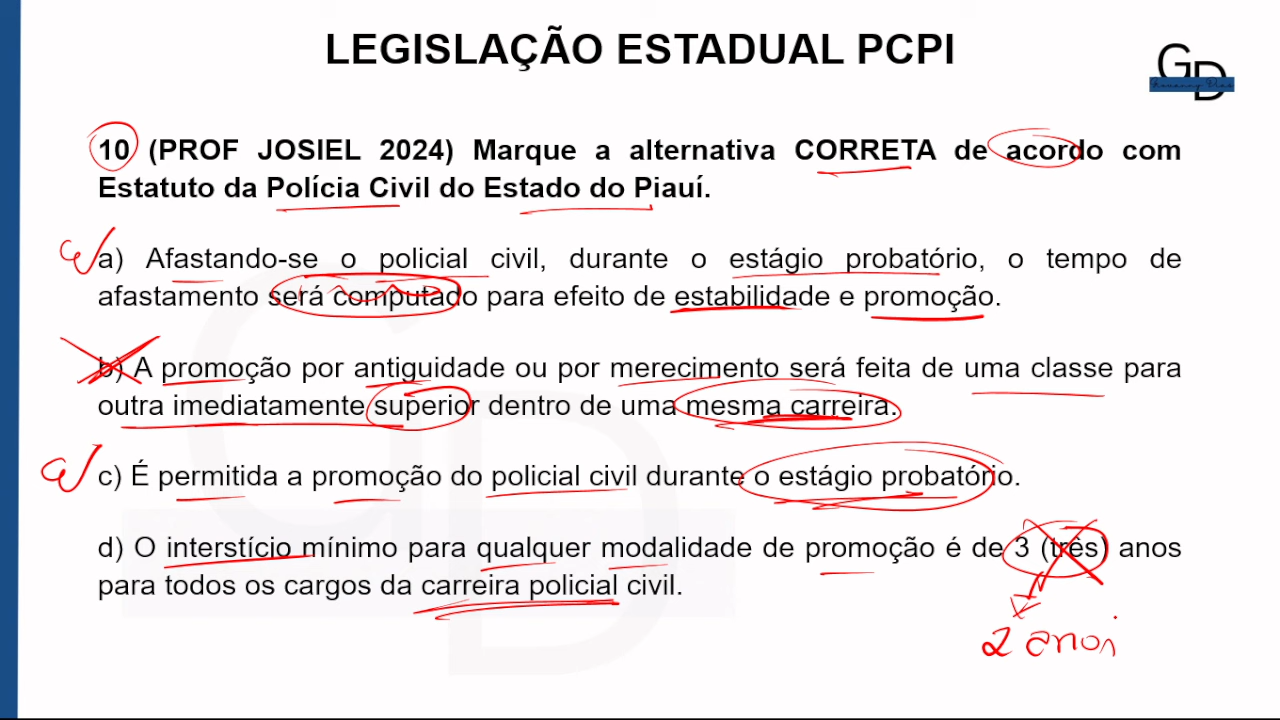 LEGISLAÇÃO ESTADUAL PCPI
GD
10 (PROF JOSIEL 2024) Marque a alternativa CORRETA de acordo com
Estatuto da Polícia Civil do Estado do Piauí.
a) Afastando-se o policial civil, durante o estágio probatório, o tempo de
afastamento será computado para efeito de estabilidade e promoção.
b) A promoção por antiguidade ou por merecimento será feita de uma classe para
outra imediatamente superior dentro de uma mesma carreira.
c) É permitida a promoção do policial civil durante o estágio probatório.
d) O interstício mínimo para qualquer modalidade de promoção é de 3 (três) anos
para todos os cargos da carreira policial civil.
2 anos